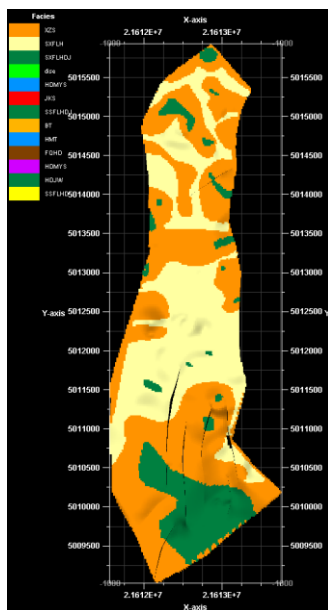 Facies
XZS
SXFLH
SXFLHDJ
dos
HDMYS
JXS
SSFLHDJ
BT
HMT
FGHD
HDMYS
HDJW
SSFLHD
X-axis
2.1612e+7 2.1613e+7
-1000 -1000
5015500 5015500
5015000 5015000
5014500 5014500
5014000 5014000
5013500 5013500
5013000 5013000
Y-axis Y
5012500 5012500
5012000 5012000
5011500 5011500
5011000 5011000
5010500 5010500
5010000 5010000
5009500 5009500
-1000 -1000
2.1612e+7 2.1613e+7
X-axis